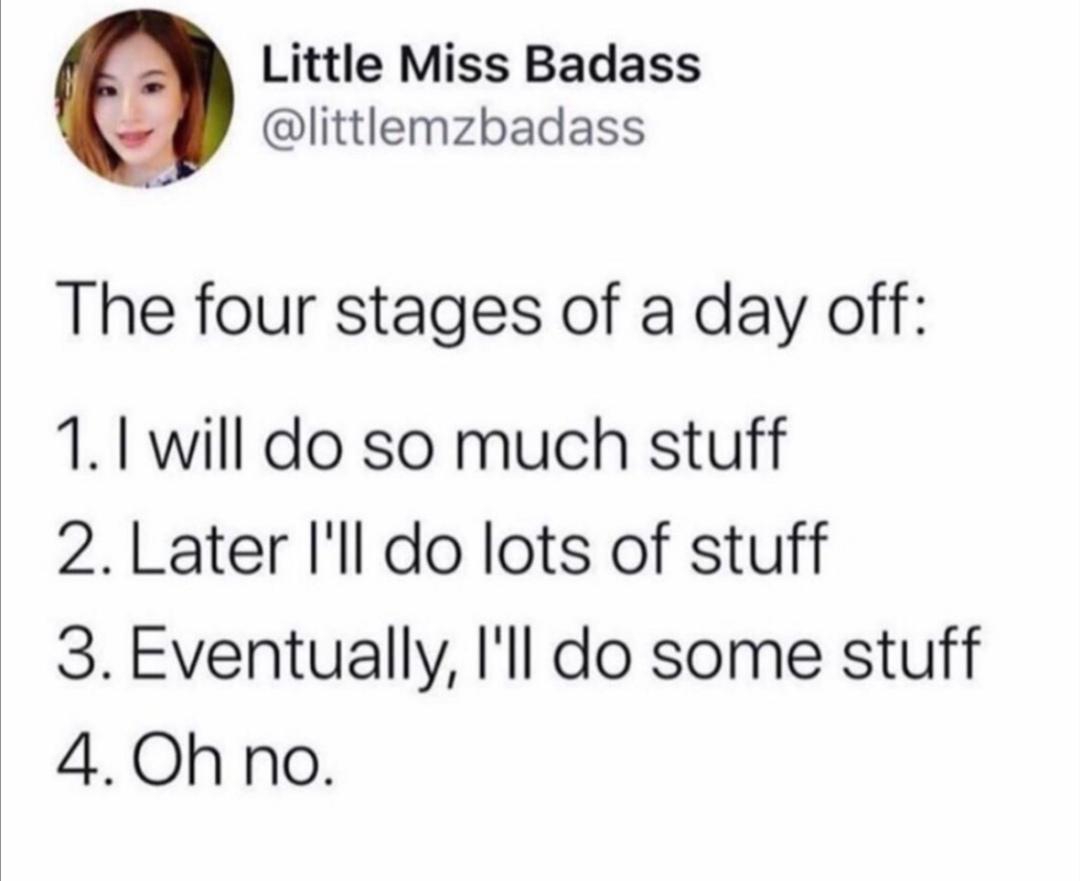 Little Miss Badass
@littlemzbadass
The four stages of a day off:
1. I will do so much stuff
2. Later I'll do lots of stuff
3. Eventually, I'll do some stuff
4. Oh no.